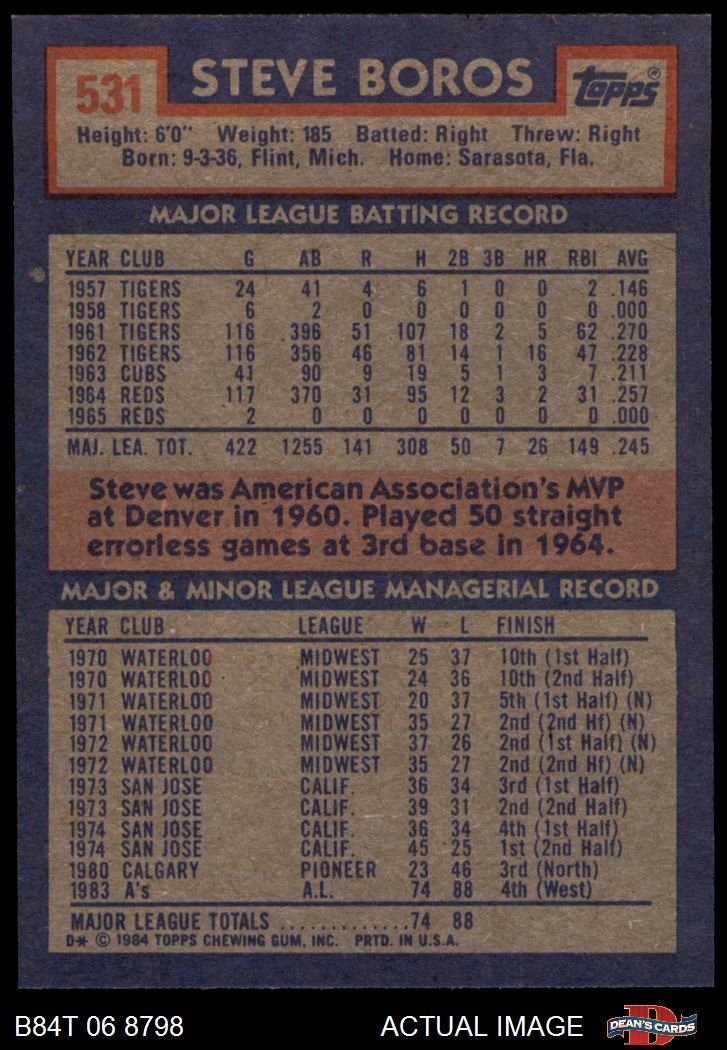 531 STEVE BOROS Topps®
Height: 6'0" Weight: 185 Batted: Right Threw: Right
Born: 9-3-36, Flint, Mich. Home: Sarasota, Fla.
MAJOR LEAGUE BATTING RECORD
YEAR CLUB G AB R H 2B 3B HR RBI AVG
1957 TIGERS 24 41 4 6 1 0 0 2 .146
1958 TIGERS 6 2 0 0 0 0 0 0 .000
1961 TIGERS 116 396 51 107 18 2 5 62 .270
1962 TIGERS 116 356 46 81 14 1 16 47 .228
1963 CUBS 41 90 9 19 5 1 3 7 .211
1964 REDS 117 370 31 95 12 3 2 31 .257
1965 REDS 2 0 0 0 0 0 0 0 .000
MAJ. LEA. TOT. 422 1255 141 308 50 7 26 149 .245
Steve was American Association's MVP
at Denver in 1960. Played 50 straight
errorless games at 3rd base in 1964.
MAJOR & MINOR LEAGUE MANAGERIAL RECORD
YEAR CLUB LEAGUE W L FINISH
1970 WATERLOO MIDWEST 25 37 10th (1st Half)
1970 WATERLOO MIDWEST 24 36 10th (2nd Half)
1971 WATERLOO MIDWEST 20 37 5th (1st Half) (N)
1971 WATERLOO MIDWEST 35 27 2nd (2nd Hf) (N)
1972 WATERLOO MIDWEST 37 26 2nd (1st Half) (N)
1972 WATERLOO MIDWEST 35 27 2nd (2nd Hf) (N)
1973 SAN JOSE CALIF. 36 34 3rd (1st Half)
1973 SAN JOSE CALIF. 39 31 2nd (2nd Half)
1974 SAN JOSE CALIF. 36 34 4th (1st Half)
1974 SAN JOSE CALIF. 45 25 1st (2nd Half)
1980 CALGARY PIONEER 23 46 3rd (North)
1983 A's A.L. 74 88 4th (West)
MAJOR LEAGUE TOTALS .............74 88
D* © 1984 TOPPS CHEWING GUM, INC. PRTD. IN U.S.A.
B84T 06 8798 ACTUAL IMAGE D DEAN'S CARDS